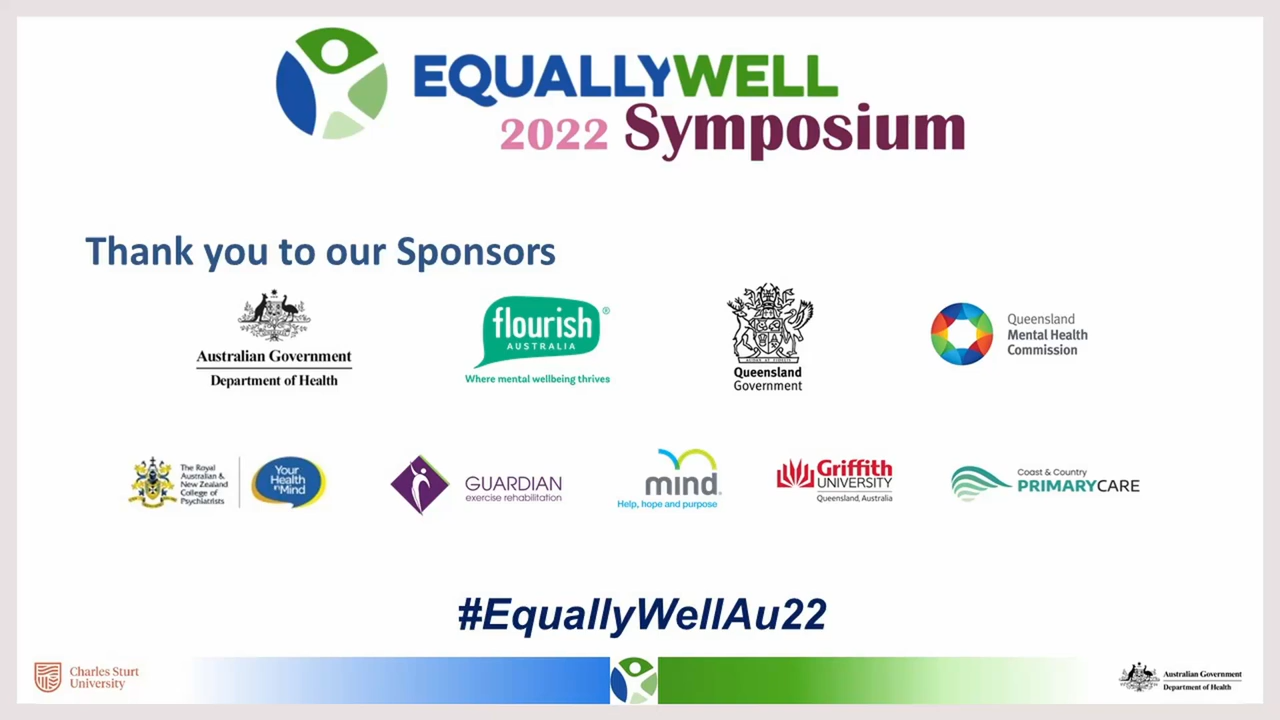 EQUALLYWELL
2022 Symposium
Thank you to our Sponsors
Australian Government
Department of Health
flourish®
AUSTRALIA
Where mental wellbeing thrives
Queensland
Government
Queensland
Mental Health
Commission
The Royal
Australian &
New Zealand
College of
Psychiatrists
Your
Health
in Mind
GUARDIAN
exercise rehabilitation
mind
Help, hope and purpose
Griffith
UNIVERSITY
Queensland, Australia
Coast & Country
PRIMARYCARE
#EquallyWellAu22
Charles Sturt
University
Australian Government
Department of Health